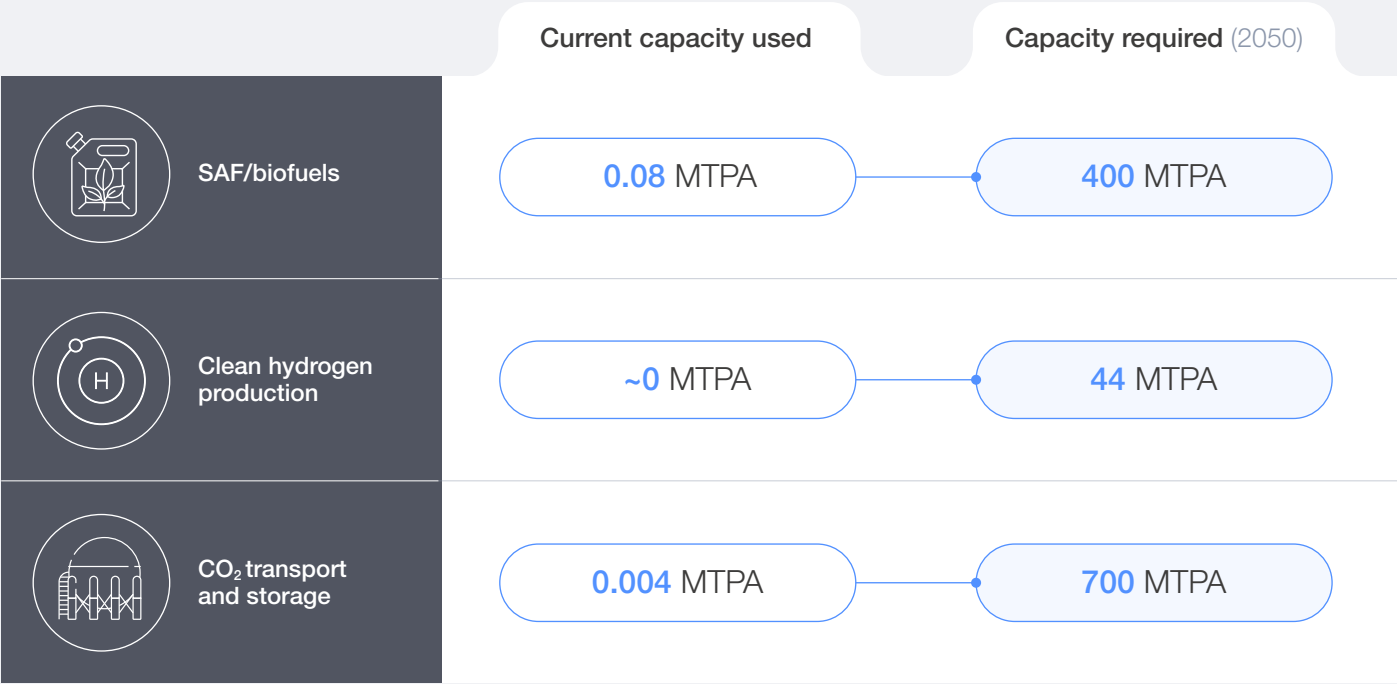 Current capacity used
Capacity required (2050)
SAF/biofuels
0.08 MTPA
400 MTPA
H
Clean hydrogen
production
~0 MTPA
44 MTPA
CO₂ transport
and storage
0.004 MTPA
700 MTPA